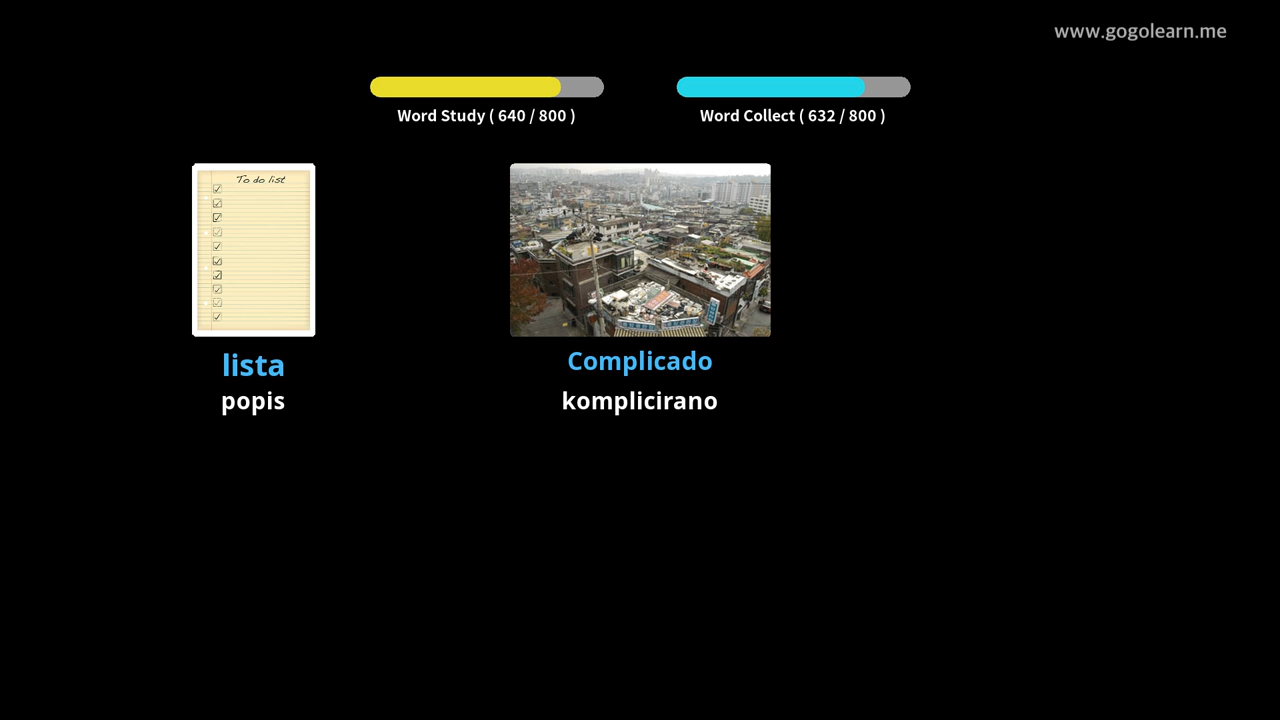 www.gogolearn.me
Word Study ( 640 / 800 )
Word Collect ( 632 / 800 )
To do list
lista
popis
Complicado
komplicirano